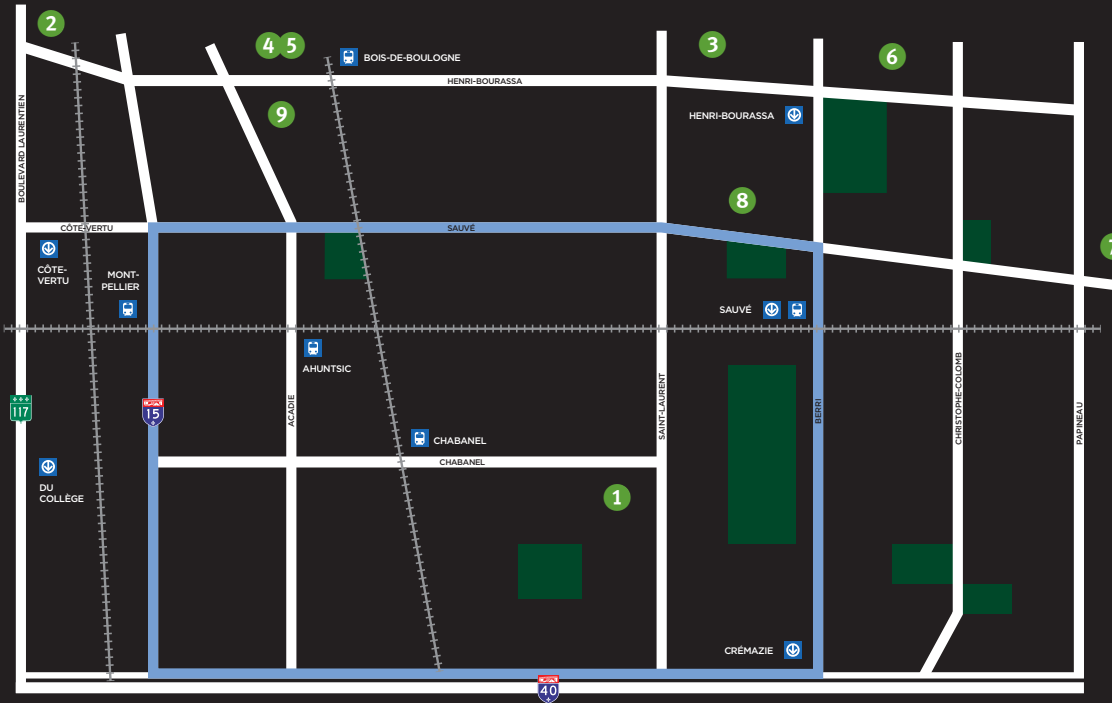 2
4 5
BOIS-DE-BOULOGNE
3
6
HENRI-BOURASSA
BOULEVARD LAURENTIEN
9
HENRI-BOURASSA
8
CÔTE-VERTU
SAUVÉ
7
CÔTE-
VERTU
MONT-
PELLIER
SAUVÉ
AHUNTSIC
117
15
ACADIE
SAINT-LAURENT
BERRI
CHRISTOPHE-COLOMB
PAPINEAU
CHABANEL
CHABANEL
DU
COLLÈGE
1
CRÉMAZIE
40